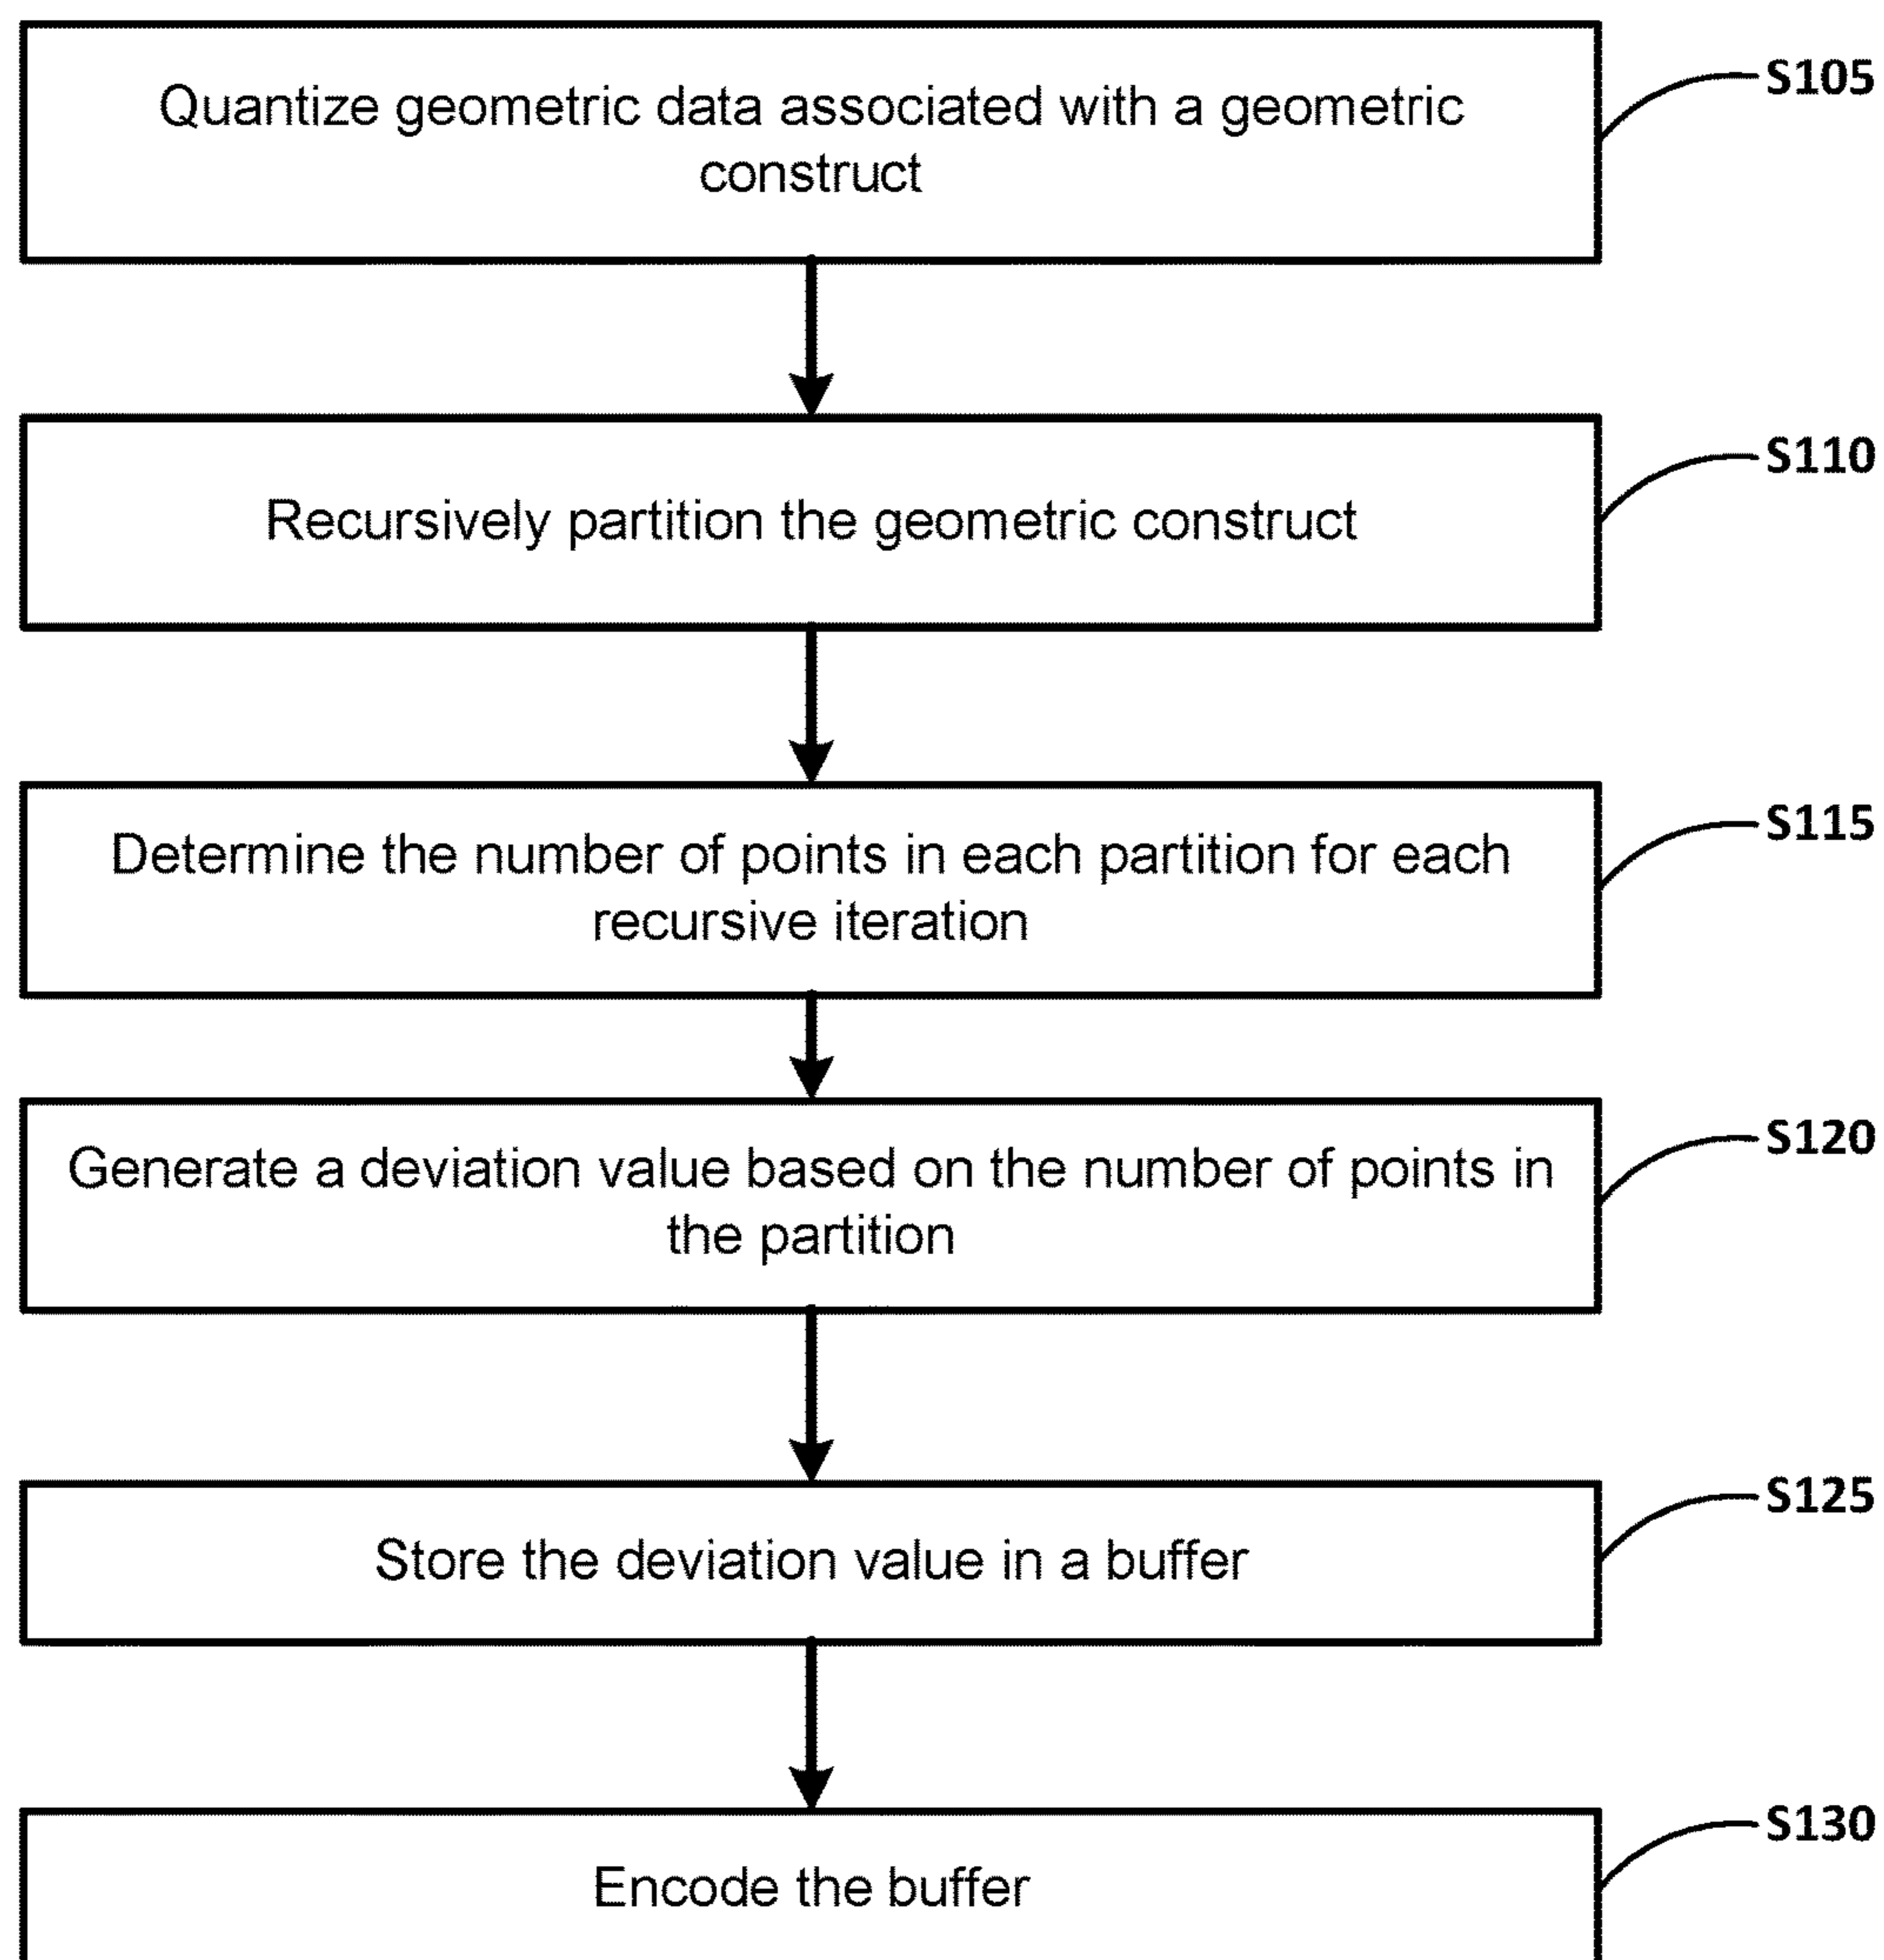 Quantize geometric data associated with a geometric
construct
S105
Recursively partition the geometric construct
S110
Determine the number of points in each partition for each
recursive iteration
S115
Generate a deviation value based on the number of points in
the partition
S120
Store the deviation value in a buffer
S125
Encode the buffer
S130